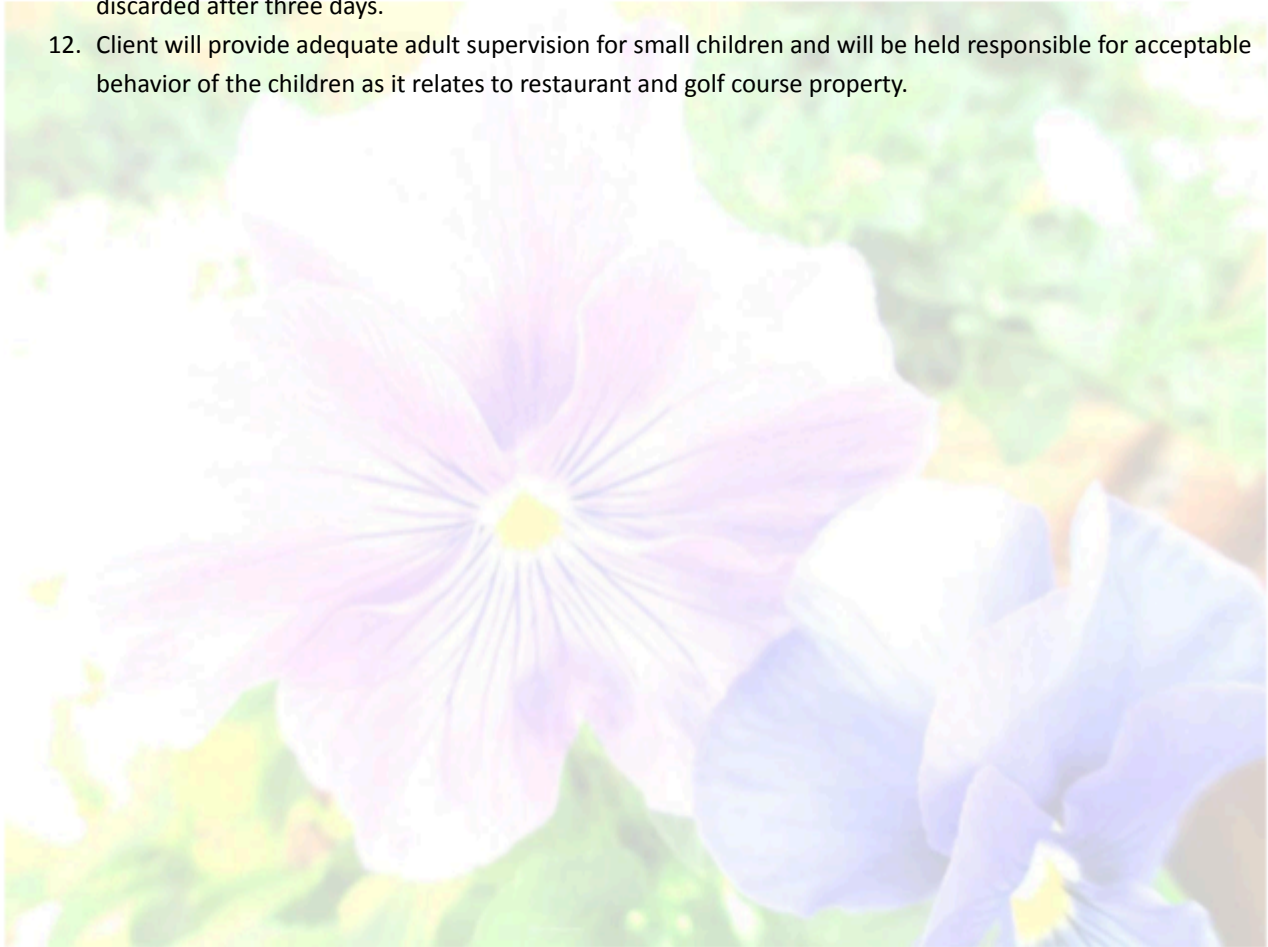 discarded after three days.
12. Client will provide adequate adult supervision for small children and will be held responsible for acceptable
behavior of the children as it relates to restaurant and golf course property.